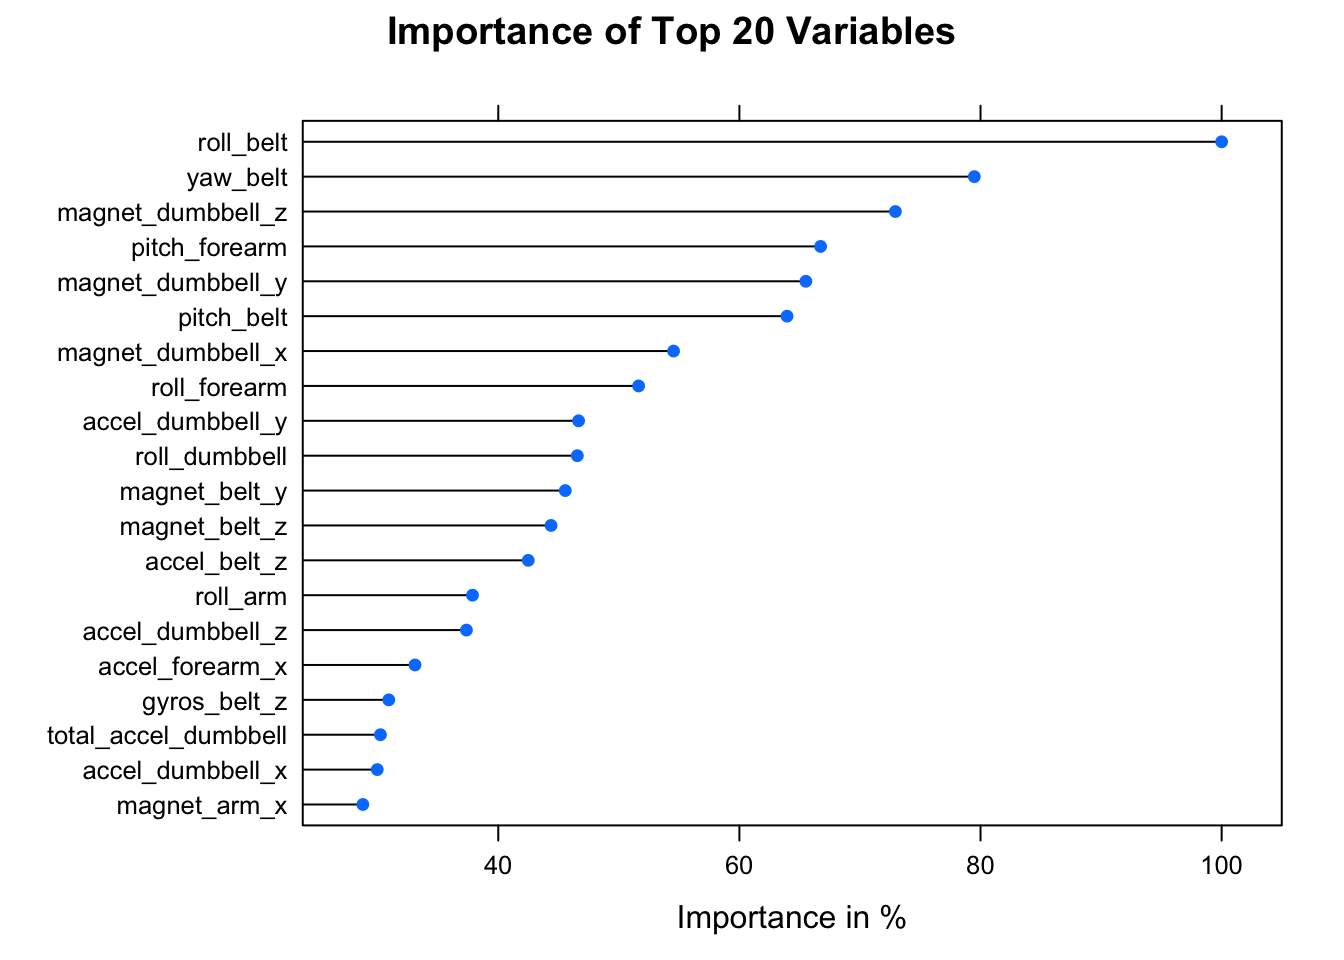 Importance of Top 20 Variables
roll_belt
yaw_belt
magnet_dumbbell_z
pitch_forearm
magnet_dumbbell_y
pitch_belt
magnet_dumbbell_x
roll_forearm
accel_dumbbell_y
roll_dumbbell
magnet_belt_y
magnet_belt_z
accel_belt_z
roll_arm
accel_dumbbell_z
accel_forearm_x
gyros_belt_z
total_accel_dumbbell
accel_dumbbell_x
magnet_arm_x
40 60 80 100
Importance in %